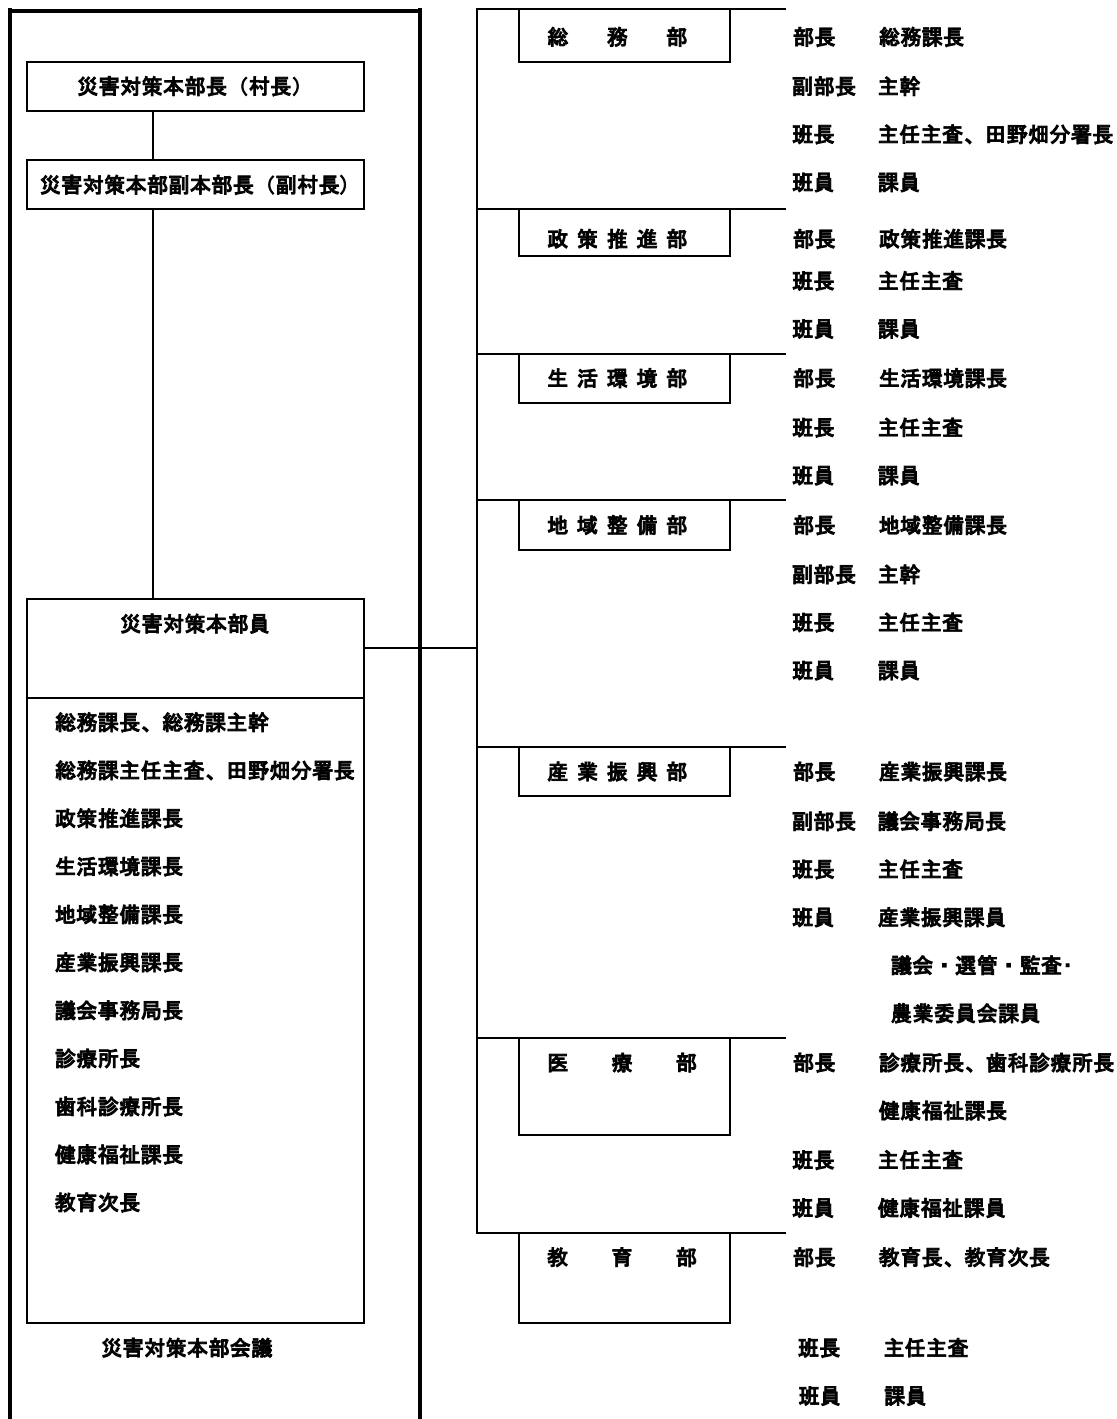 災害対策本部長（村長）
災害対策本部副本部長（副村長）
災害対策本部員
総務課長、総務課主幹
総務課主任主査、田野畑分署長
政策推進課長
生活環境課長
地域整備課長
産業振興課長
議会事務局長
診療所長
歯科診療所長
健康福祉課長
教育次長
災害対策本部会議
総務部 部長 総務課長
副部長 主幹
班長 主任主査、田野畑分署長
班員 課員
政策推進部 部長 政策推進課長
班長 主任主査
班員 課員
生活環境部 部長 生活環境課長
班長 主任主査
班員 課員
地域整備部 部長 地域整備課長
副部長 主幹
班長 主任主査
班員 課員
産業振興部 部長 産業振興課長
副部長 議会事務局長
班長 主任主査
班員 産業振興課員
議会・選管・監査・
農業委員会課員
医療部 部長 診療所長、歯科診療所長
健康福祉課長
班長 主任主査
班員 健康福祉課員
教育部 部長 教育長、教育次長
班長 主任主査
班員 課員